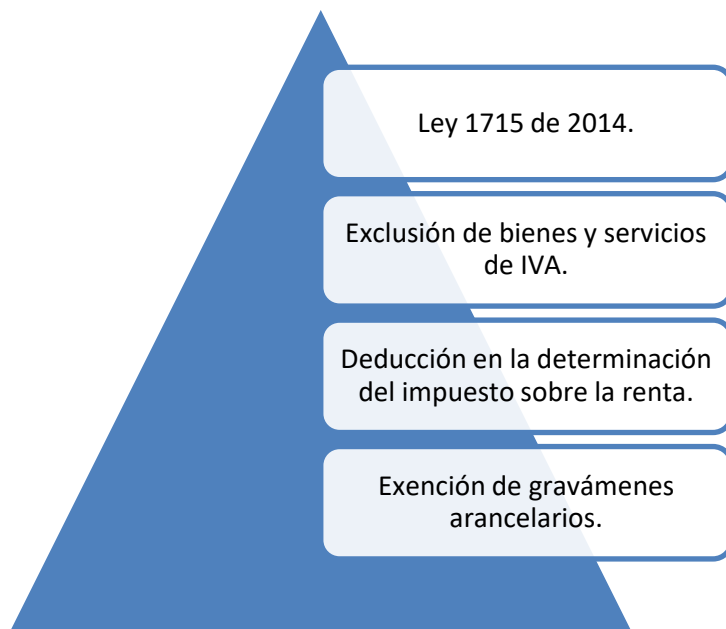 Ley 1715 de 2014.
Exclusión de bienes y servicios
de IVA.
Deducción en la determinación
del impuesto sobre la renta.
Exención de gravámenes
arancelarios.